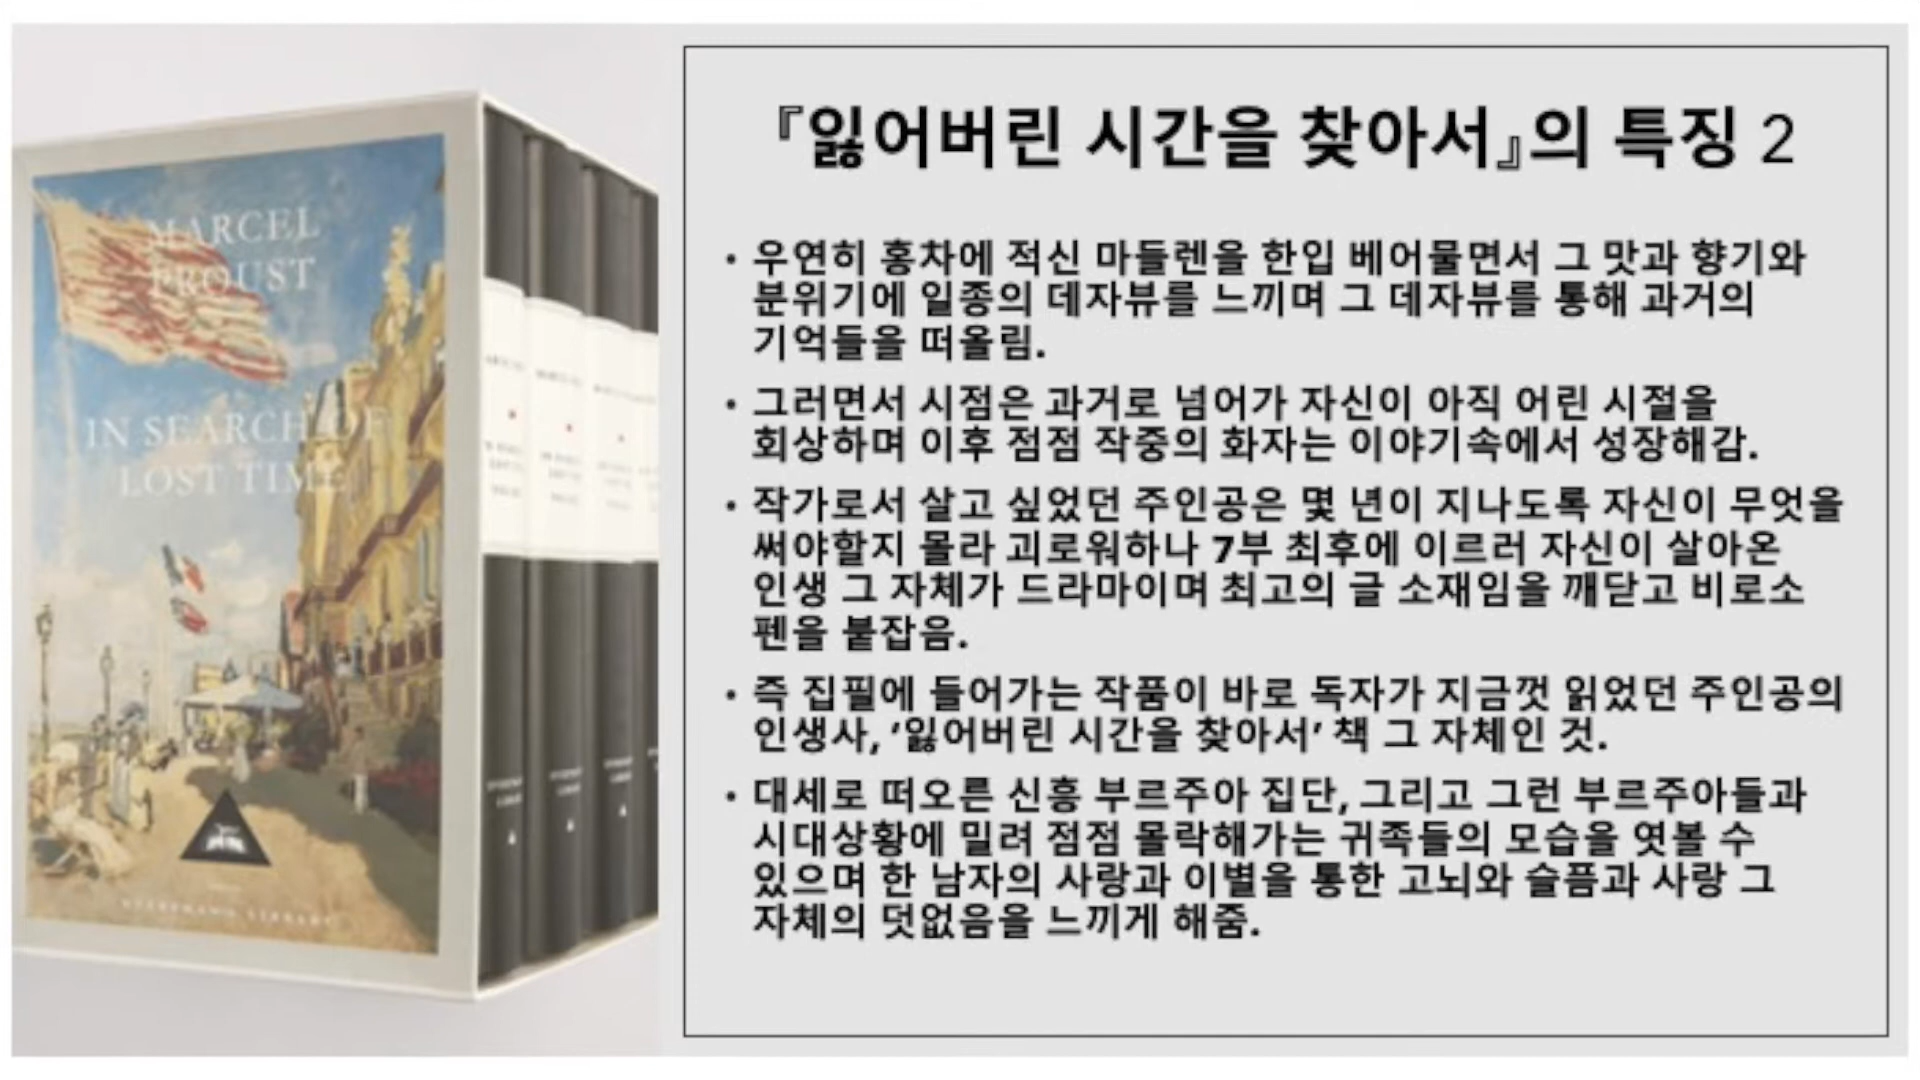 MARCEL
PROUST
IN SEARCH OF
LOST TIME
EVERYMAN'S LIBRARY
『잃어버린 시간을 찾아서』의 특징 2
• 우연히 홍차에 적신 마들렌을 한입 베어물면서 그 맛과 향기와
분위기에 일종의 데자뷰를 느끼며 그 데자뷰를 통해 과거의
기억들을 떠올림.
• 그러면서 시점은 과거로 넘어가 자신이 아직 어린 시절을
회상하며 이후 점점 작중의 화자는 이야기속에서 성장해감.
• 작가로서 살고 싶었던 주인공은 몇 년이 지나도록 자신이 무엇을
써야할지 몰라 괴로워하나 7부 최후에 이르러 자신이 살아온
인생 그 자체가 드라마이며 최고의 글 소재임을 깨닫고 비로소
펜을 붙잡음.
• 즉 집필에 들어가는 작품이 바로 독자가 지금껏 읽었던 주인공의
인생사, ‘잃어버린 시간을 찾아서’ 책 그 자체인 것.
• 대세로 떠오른 신흥 부르주아 집단, 그리고 그런 부르주아들과
시대상황에 밀려 점점 몰락해가는 귀족들의 모습을 엿볼 수
있으며 한 남자의 사랑과 이별을 통한 고뇌와 슬픔과 사랑 그
자체의 덧없음을 느끼게 해줌.